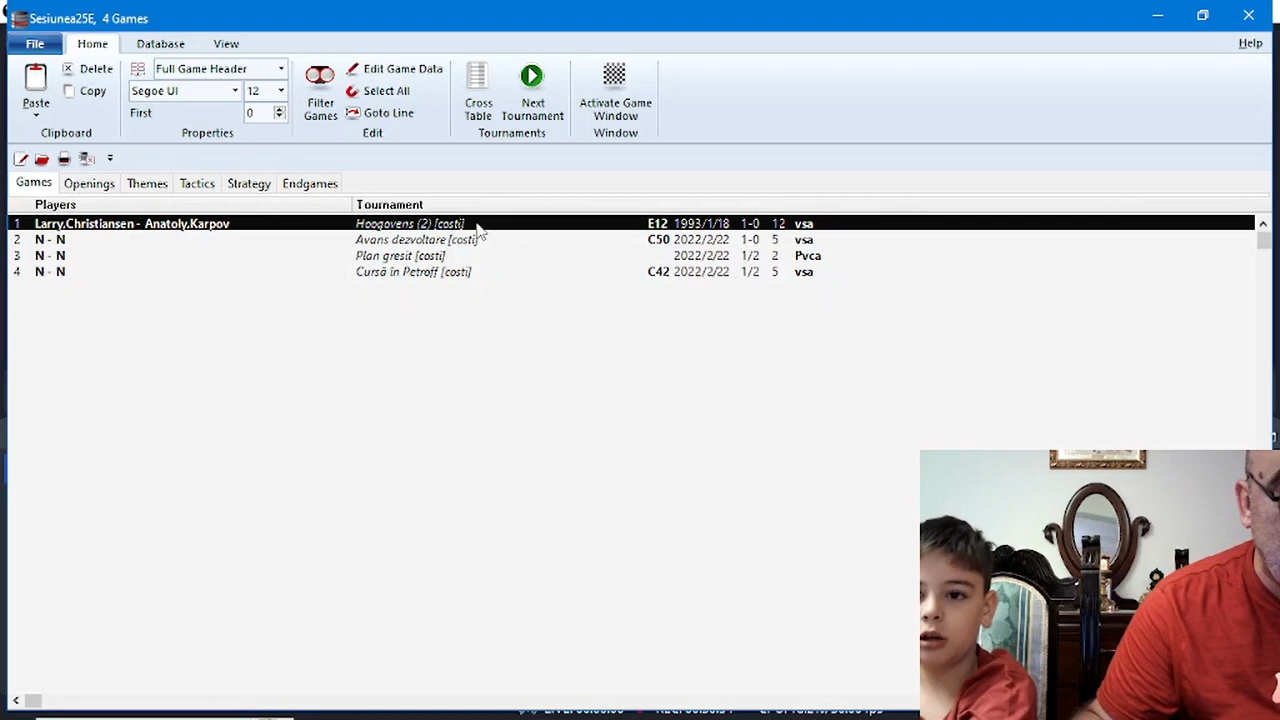 Sesiunea25E, 4 Games
File Home Database View Help
Delete Full Game Header Edit Game Data
Paste Copy Segoe UI 12 Filter Games Select All Cross Table Next Tournament Activate Game Window
First 0 Goto Line
Clipboard Properties Edit Tournaments Window
Games Openings Themes Tactics Strategy Endgames
Players Tournament
1 Larry,Christiansen - Anatoly,Karpov Hoogovens (2) [costi] E12 1993/1/18 1-0 12 vsa
2 N - N Avans dezvoltare [costi] C50 2022/2/22 1-0 5 vsa
3 N - N Plan gresit [costi] 2022/2/22 1/2 2 Pvca
4 N - N Cursă în Petroff [costi] C42 2022/2/22 1/2 5 vsa